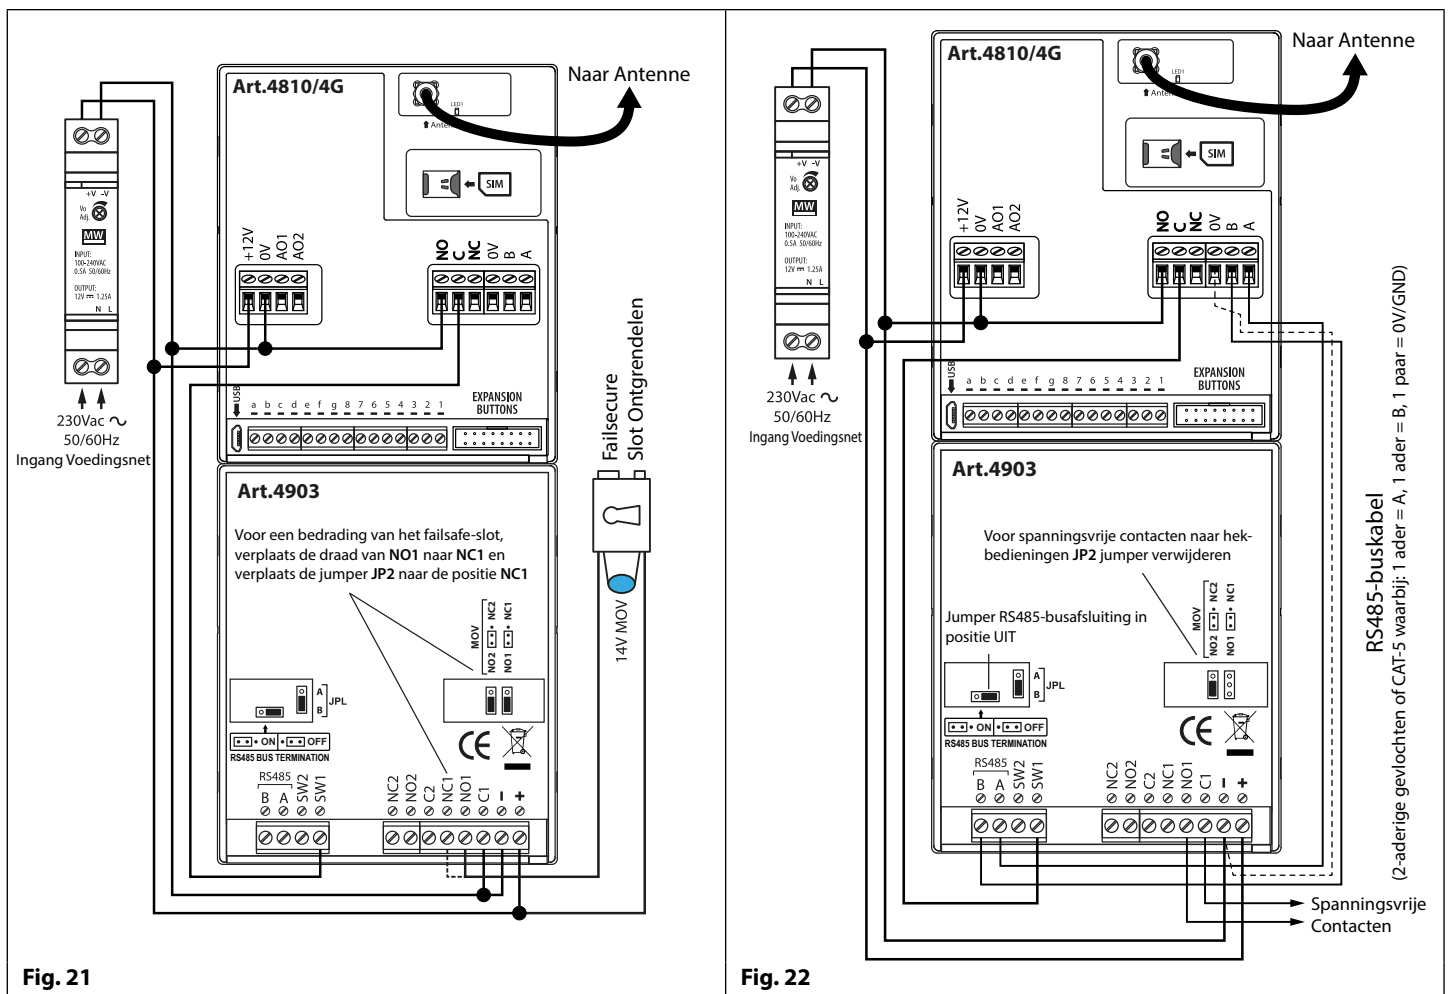 Art.4810/4G
Naar Antenne
LED1
Anten
SIM
+V -V
Vo
Adj.
MW
INPUT:
100-240VAC
0.5A 50/60Hz
OUTPUT:
12V 1.25A
N L
+12V
0V
AO1
AO2
NO
C
NC
0V
B
A
230Vac
50/60Hz
Ingang Voedingsnet
USB
a b c d e f g 8 7 6 5 4 3 2 1
EXPANSION
BUTTONS
Failsecure
Slot Ontgrendelen
14V MOV
Art.4903
Voor een bedrading van het failsafe-slot,
verplaats de draad van NO1 naar NC1 en
verplaats de jumper JP2 naar de positie NC1
MOV
NO2 NC2
NO1 NC1
A
B
JPL
ON OFF
RS485 BUS TERMINATION
CE
RS485
B
A
SW2
SW1
NC2
NO2
C2
NC1
NO1
C1
–
+
Fig. 21
Art.4810/4G
Naar Antenne
LED1
Anten
SIM
+V -V
Vo
Adj.
MW
INPUT:
100-240VAC
0.5A 50/60Hz
OUTPUT:
12V 1.25A
N L
+12V
0V
AO1
AO2
NO
C
NC
0V
B
A
230Vac
50/60Hz
Ingang Voedingsnet
USB
a b c d e f g 8 7 6 5 4 3 2 1
EXPANSION
BUTTONS
Art.4903
Voor spanningsvrije contacten naar hek-
bedieningen JP2 jumper verwijderen
Jumper RS485-busafsluiting in
positie UIT
MOV
NO2 NC2
NO1 NC1
A
B
JPL
ON OFF
RS485 BUS TERMINATION
CE
RS485
B
A
SW2
SW1
NC2
NO2
C2
NC1
NO1
C1
–
+
RS485-buskabel
(2-aderige gevlochten of CAT-5 waarbij: 1 ader = A, 1 ader = B, 1 paar = 0V/GND)
Spanningsvrije
Contacten
Fig. 22